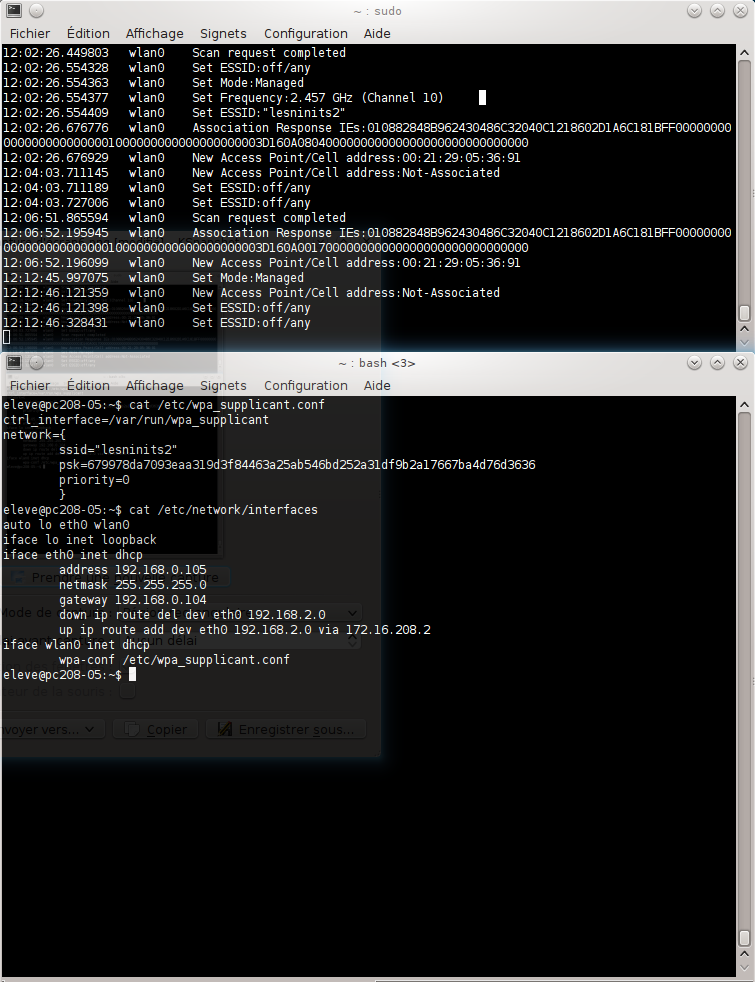 ~ : sudo
Fichier Édition Affichage Signets Configuration Aide
12:02:26.449803 wlan0 Scan request completed
12:02:26.554328 wlan0 Set ESSID:off/any
12:02:26.554363 wlan0 Set Mode:Managed
12:02:26.554377 wlan0 Set Frequency:2.457 GHz (Channel 10)
12:02:26.554409 wlan0 Set ESSID:"lesninits2"
12:02:26.676776 wlan0 Association Response IEs:010882848B962430486C32040C1218602D1A6C181BFF00000000
12:02:26.676929 wlan0 New Access Point/Cell address:00:21:29:05:36:91
12:04:03.711145 wlan0 New Access Point/Cell address:Not-Associated
12:04:03.711189 wlan0 Set ESSID:off/any
12:04:03.727006 wlan0 Set ESSID:off/any
12:06:51.865594 wlan0 Scan request completed
12:06:52.195945 wlan0 Association Response IEs:010882848B962430486C32040C1218602D1A6C181BFF00000000
12:06:52.196099 wlan0 New Access Point/Cell address:00:21:29:05:36:91
12:12:45.997075 wlan0 Set Mode:Managed
12:12:46.121359 wlan0 New Access Point/Cell address:Not-Associated
12:12:46.121398 wlan0 Set ESSID:off/any
12:12:46.328431 wlan0 Set ESSID:off/any
~ : bash <3>
Fichier Édition Affichage Signets Configuration Aide
eleve@pc208-05:~$ cat /etc/wpa_supplicant.conf
ctrl_interface=/var/run/wpa_supplicant
network={
ssid="lesninits2"
psk=679978da7093eaa319d3f84463a25ab546bd252a31df9b2a17667ba4d76d3636
priority=0
}
eleve@pc208-05:~$ cat /etc/network/interfaces
auto lo eth0 wlan0
iface lo inet loopback
iface eth0 inet dhcp
address 192.168.0.105
Prendre une nouvelle capture
netmask 255.255.255.0
gateway 192.168.0.104
down ip route del dev eth0 192.168.2.0
up ip route add dev eth0 192.168.2.0 via 172.16.208.2
iface wlan0 inet dhcp
wpa-conf /etc/wpa_supplicant.conf
eleve@pc208-05:~$
nvoyer vers... Copier Enregistrer sous...